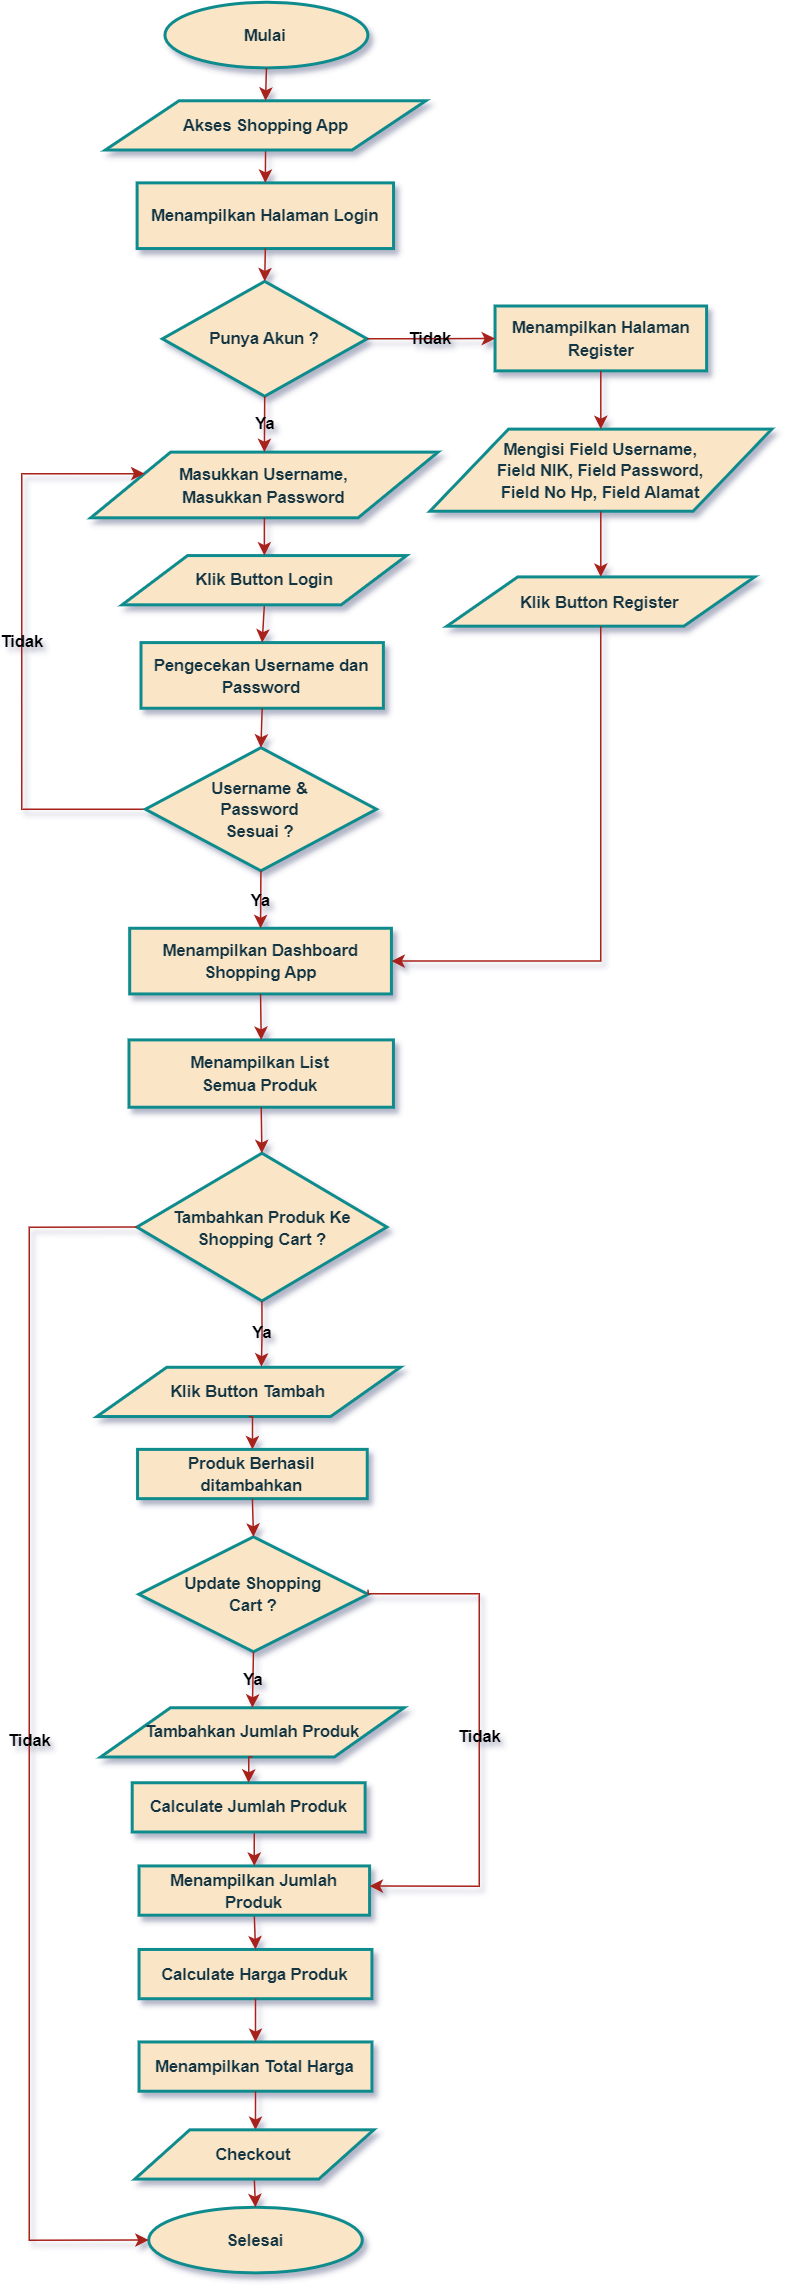 Mulai
Akses Shopping App
Menampilkan Halaman Login
Punya Akun ?
Tidak
Menampilkan Halaman
Register
Ya
Mengisi Field Username,
Field NIK, Field Password,
Field No Hp, Field Alamat
Masukkan Username,
Masukkan Password
Klik Button Login
Klik Button Register
Tidak
Pengecekan Username dan
Password
Username &
Password
Sesuai ?
Ya
Menampilkan Dashboard
Shopping App
Menampilkan List
Semua Produk
Tambahkan Produk Ke
Shopping Cart ?
Ya
Klik Button Tambah
Produk Berhasil
ditambahkan
Update Shopping
Cart ?
Ya
Tambahkan Jumlah Produk
Tidak
Tidak
Calculate Jumlah Produk
Menampilkan Jumlah
Produk
Calculate Harga Produk
Menampilkan Total Harga
Checkout
Selesai